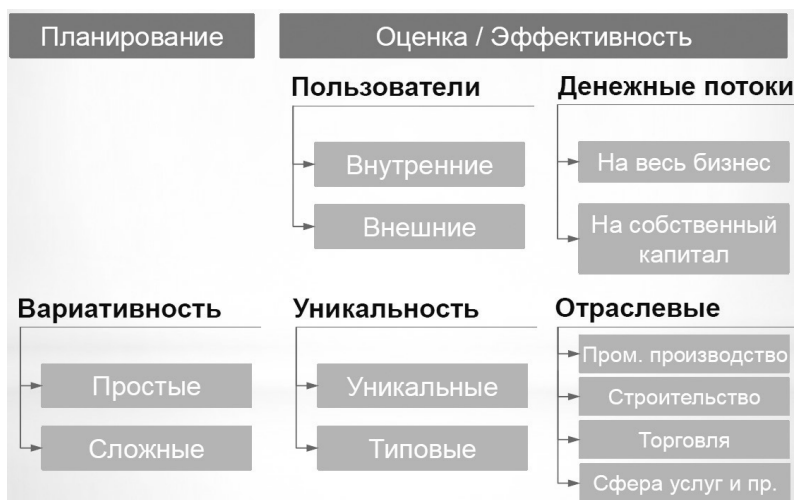 Планирование
Оценка / Эффективность
Пользователи
Внутренние
Внешние
Денежные потоки
На весь бизнес
На собственный
капитал
Вариативность
Простые
Сложные
Уникальность
Уникальные
Типовые
Отраслевые
Пром. производство
Строительство
Торговля
Сфера услуг и пр.